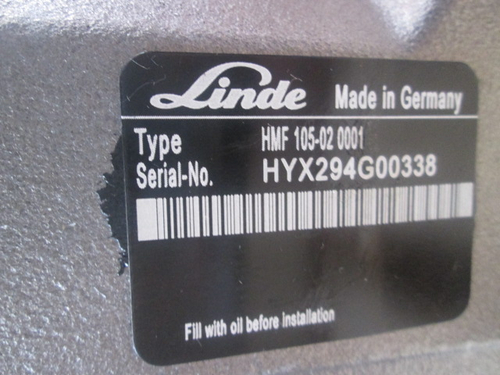 Linde Made in Germany
Type HMF 105-02 0001
Serial-No. HYX294G00338
Fill with oil before installation